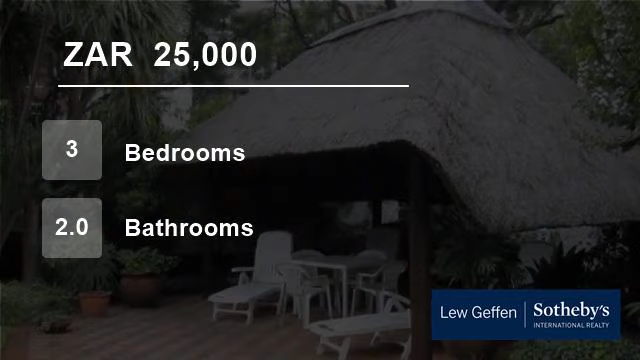 ZAR 25,000
3 Bedrooms
2.0 Bathrooms
Lew Geffen Sotheby's
INTERNATIONAL REALTY